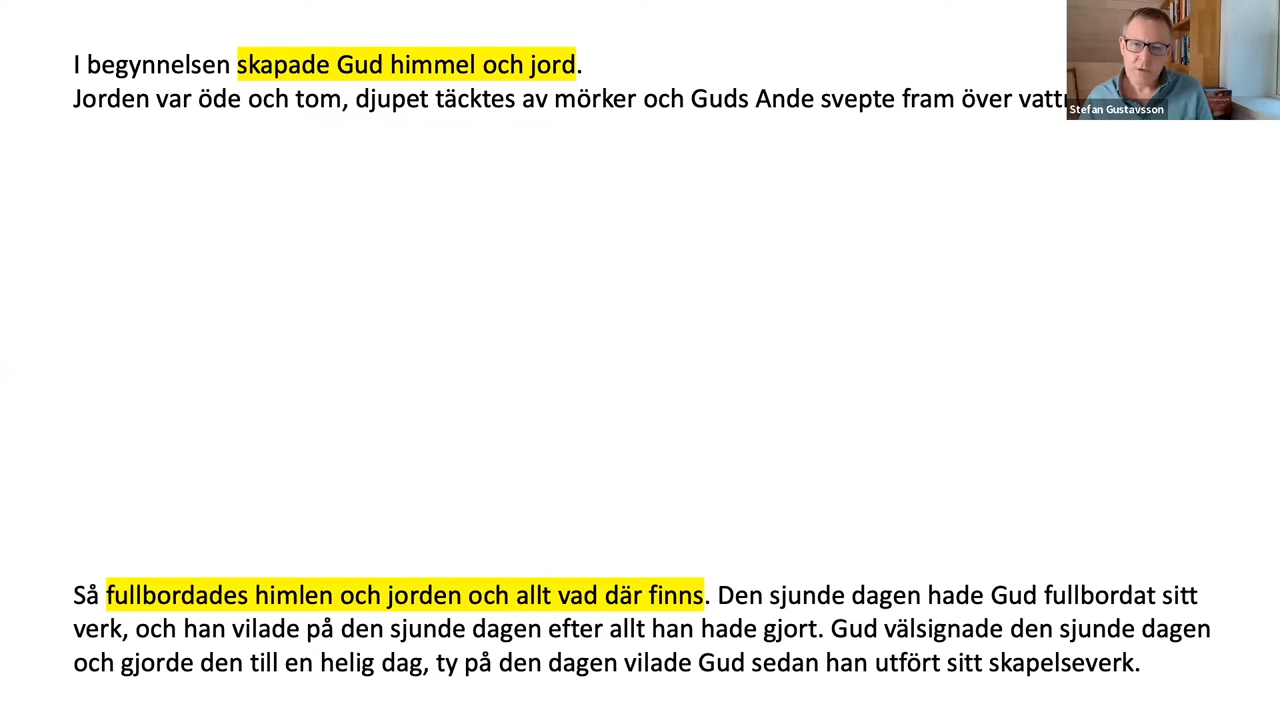 I begynnelsen skapade Gud himmel och jord.
Jorden var öde och tom, djupet täcktes av mörker och Guds Ande svepte fram över
Stefan Gustavsson
Så fullbordades himlen och jorden och allt vad där finns. Den sjunde dagen hade Gud fullbordat sitt
verk, och han vilade på den sjunde dagen efter allt han hade gjort. Gud välsignade den sjunde dagen
och gjorde den till en helig dag, ty på den dagen vilade Gud sedan han utfört sitt skapelseverk.